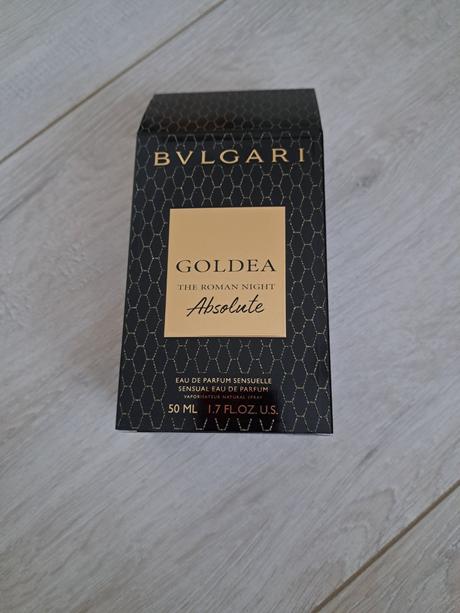 BVLGARI
GOLDEA
THE ROMAN NIGHT
Absolute
EAU DE PARFUM SENSUELLE
SENSUAL EAU DE PARFUM
VAPORISATEUR NATURAL SPRAY
50 ML 1.7 FL.OZ. U.S.